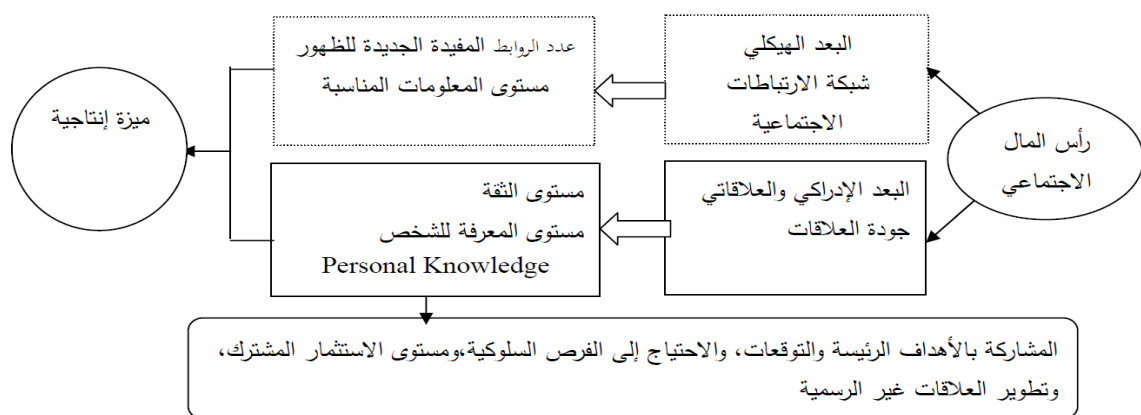 رأس المال
الاجتماعي
البعد الهيكلي
شبكة الارتباطات
الاجتماعية
عدد الروابط المفيدة الجديدة للظهور
مستوى المعلومات المناسبة
البعد الإدراكي والعلاقاتي
جودة العلاقات
مستوى الثقة
مستوى المعرفة للشخص
Personal Knowledge
ميزة إنتاجية
المشاركة بالأهداف الرئيسة والتوقعات، والاحتياج إلى الفرص السلوكية،ومستوى الاستثمار المشترك،
وتطوير العلاقات غير الرسمية